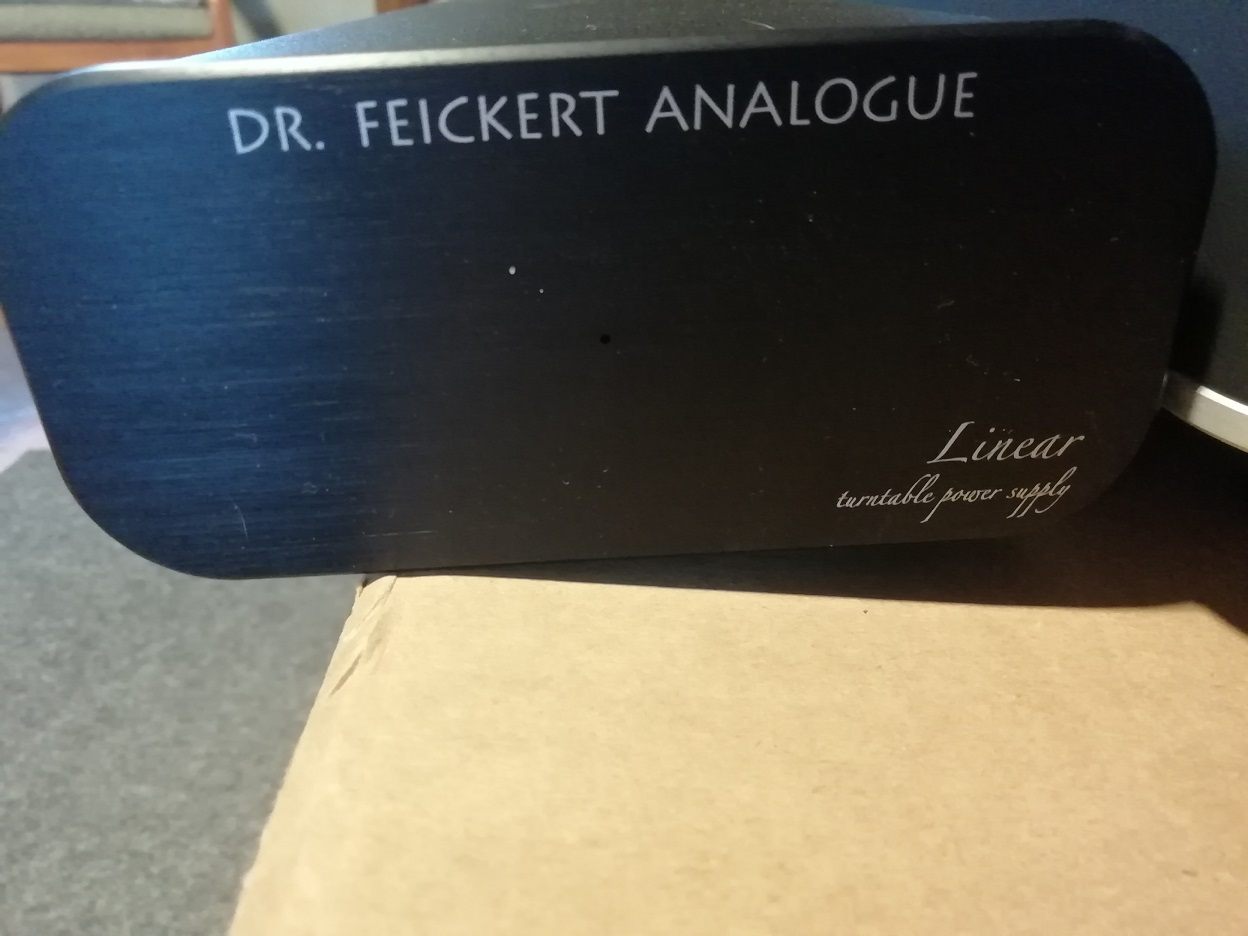 DR. FEICKERT ANALOGUE
Linear
turntable power supply